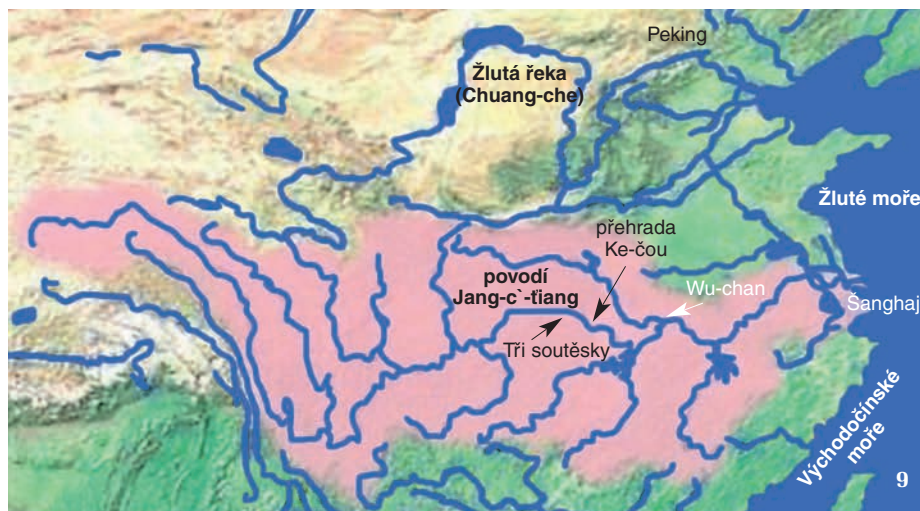 Peking
Žlutá řeka
(Chuang-che)
Žluté moře
přehrada
Ke-čou
povodí
Jang-c`-ťiang
Wu-chan
Šanghaj
Tři soutěsky
Východočínské
moře
9